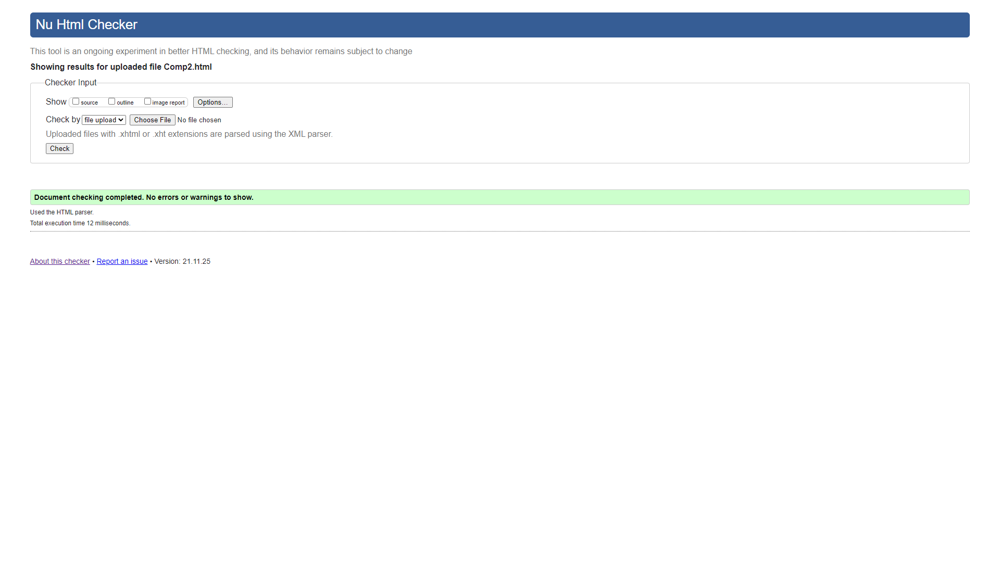 Nu Html Checker
This tool is an ongoing experiment in better HTML checking, and its behavior remains subject to change
Showing results for uploaded file Comp2.html
Checker Input
Show source outline image report Options...
Check by file upload Choose File No file chosen
Uploaded files with .xhtml or .xht extensions are parsed using the XML parser.
Check
Document checking completed. No errors or warnings to show.
Used the HTML parser.
Total execution time 12 milliseconds.
About this checker • Report an issue • Version: 21.11.25